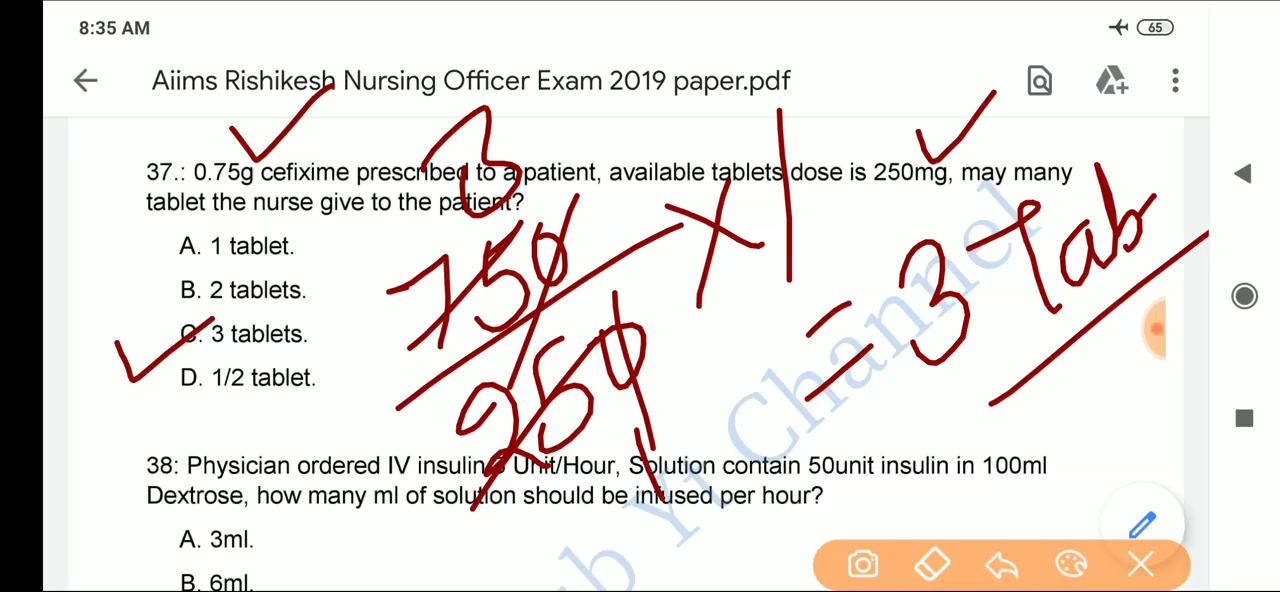 8:35 AM
65
Aiims Rishikesh Nursing Officer Exam 2019 paper.pdf
37.: 0.75g cefixime prescribed to a patient, available tablets dose is 250mg, may many
tablet the nurse give to the patient?
A. 1 tablet.
B. 2 tablets.
C. 3 tablets.
D. 1/2 tablet.
3
750 × 1
250
= 3 Tab
38: Physician ordered IV insulin Unit/Hour, Solution contain 50unit insulin in 100ml
Dextrose, how many ml of solution should be infused per hour?
A. 3ml.
B. 6ml.
Yt Channel